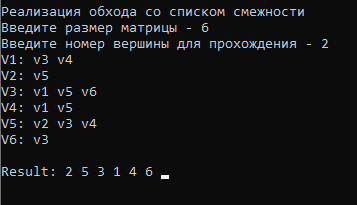 Реализация обхода со списком смежности
Введите размер матрицы - 6
Введите номер вершины для прохождения - 2
V1: v3 v4
V2: v5
V3: v1 v5 v6
V4: v1 v5
V5: v2 v3 v4
V6: v3
Result: 2 5 3 1 4 6